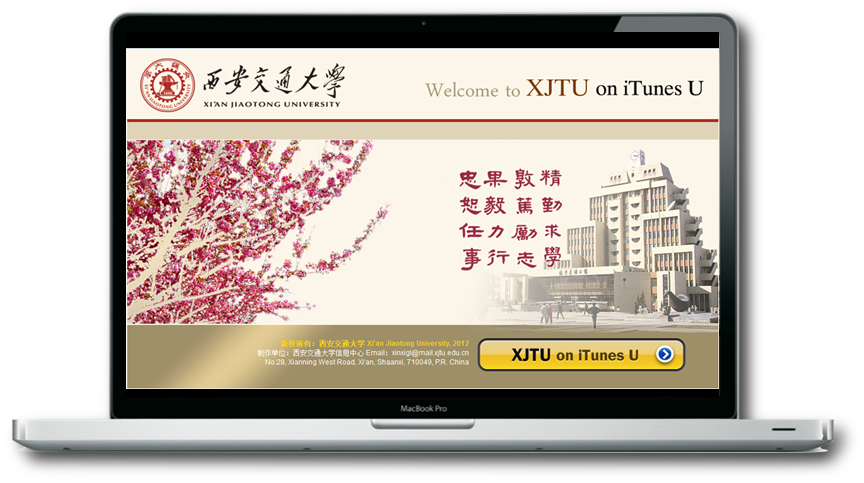 西安交通大學
XI'AN JIAOTONG UNIVERSITY
Welcome to XJTU on iTunes U
精勤求學
敦篤勵志
果毅力行
忠恕任事
版权所有：西安交通大学 Xi'an Jiaotong University, 2012
制作单位：西安交通大学信息中心 Email：xinxigl@mail.xjtu.edu.cn
No.28, Xianning West Road, Xi'an, Shaanxi, 710049, P.R. China
XJTU on iTunes U
MacBook Pro